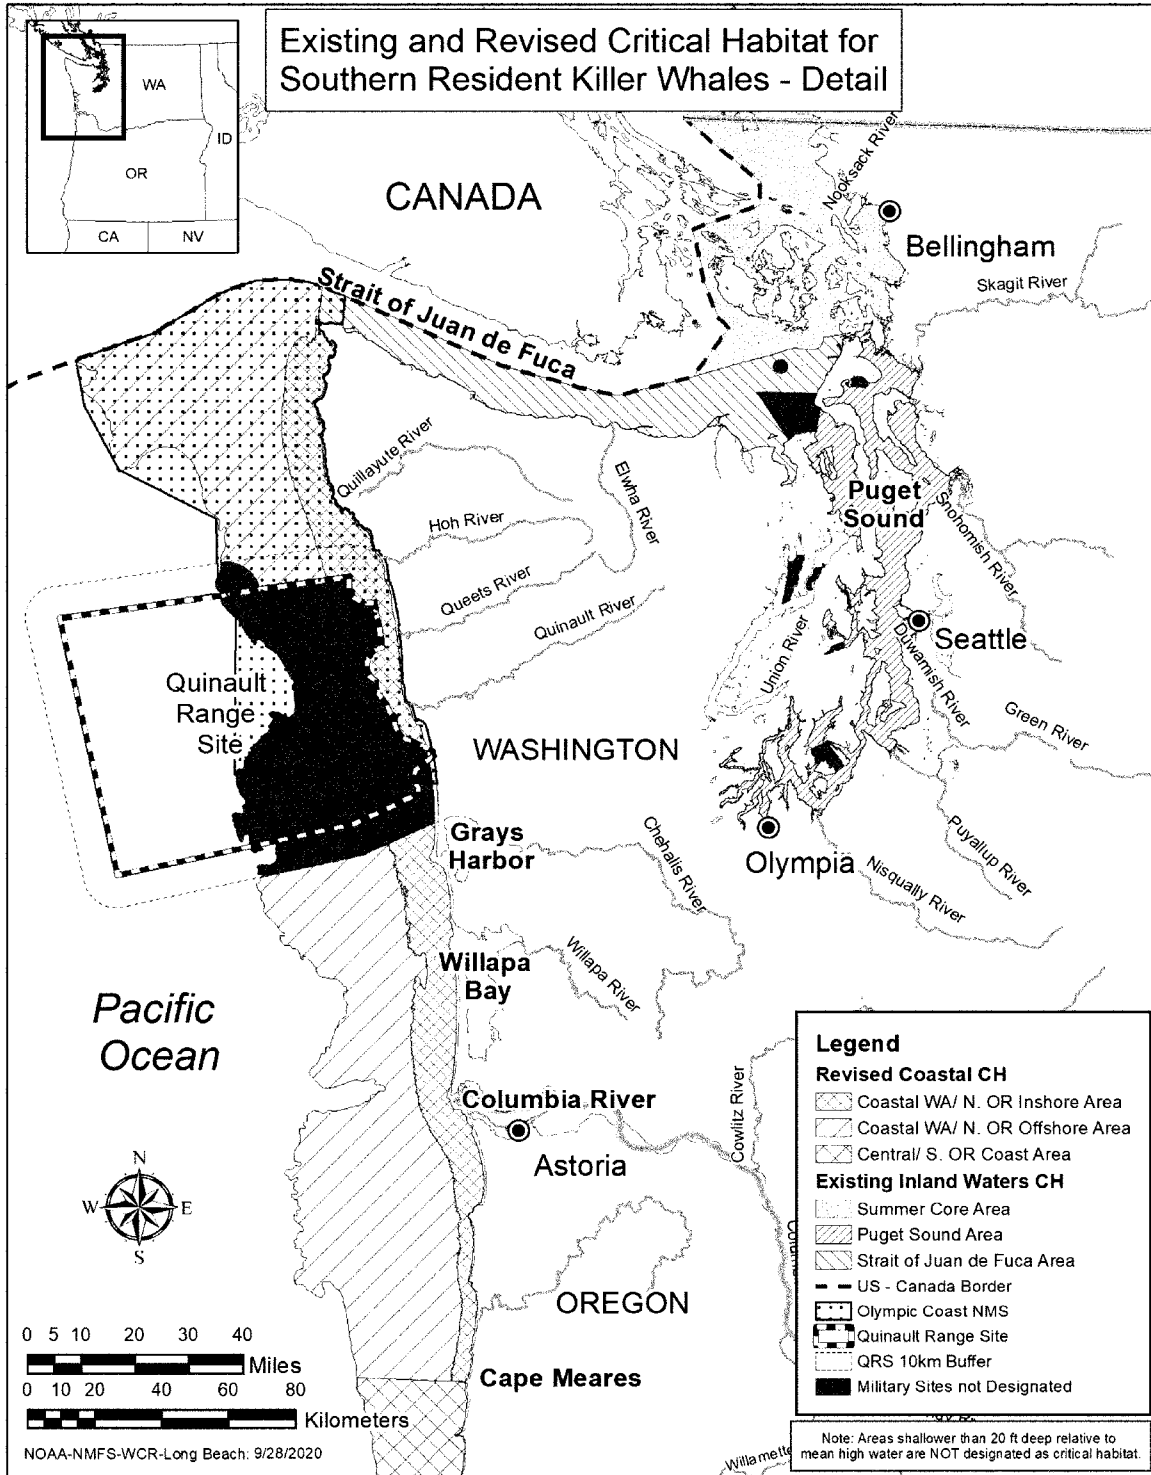 Existing and Revised Critical Habitat for
Southern Resident Killer Whales - Detail
WA
ID
OR
CA
NV
CANADA
Nooksack River
Bellingham
Skagit River
Strait of Juan de Fuca
Quillayute River
Elwha River
Hoh River
Queets River
Quinault River
Puget
Sound
Snohomish River
Union River
Seattle
Duwamish River
Green River
Quinault
Range
Site
WASHINGTON
Grays
Harbor
Chehalis River
Olympia
Puyallup River
Nisqually River
Willapa
Bay
Willapa River
Pacific
Ocean
Columbia River
Cowlitz River
Astoria
N
W
E
S
OREGON
Cape Meares
0 5 10 20 30 40
Miles
0 10 20 40 60 80
Kilometers
NOAA-NMFS-WCR-Long Beach: 9/28/2020
Legend
Revised Coastal CH
Coastal WA/ N. OR Inshore Area
Coastal WA/ N. OR Offshore Area
Central/ S. OR Coast Area
Existing Inland Waters CH
Summer Core Area
Puget Sound Area
Strait of Juan de Fuca Area
US - Canada Border
Olympic Coast NMS
Quinault Range Site
QRS 10km Buffer
Military Sites not Designated
Willamette
Note: Areas shallower than 20 ft deep relative to
mean high water are NOT designated as critical habitat.